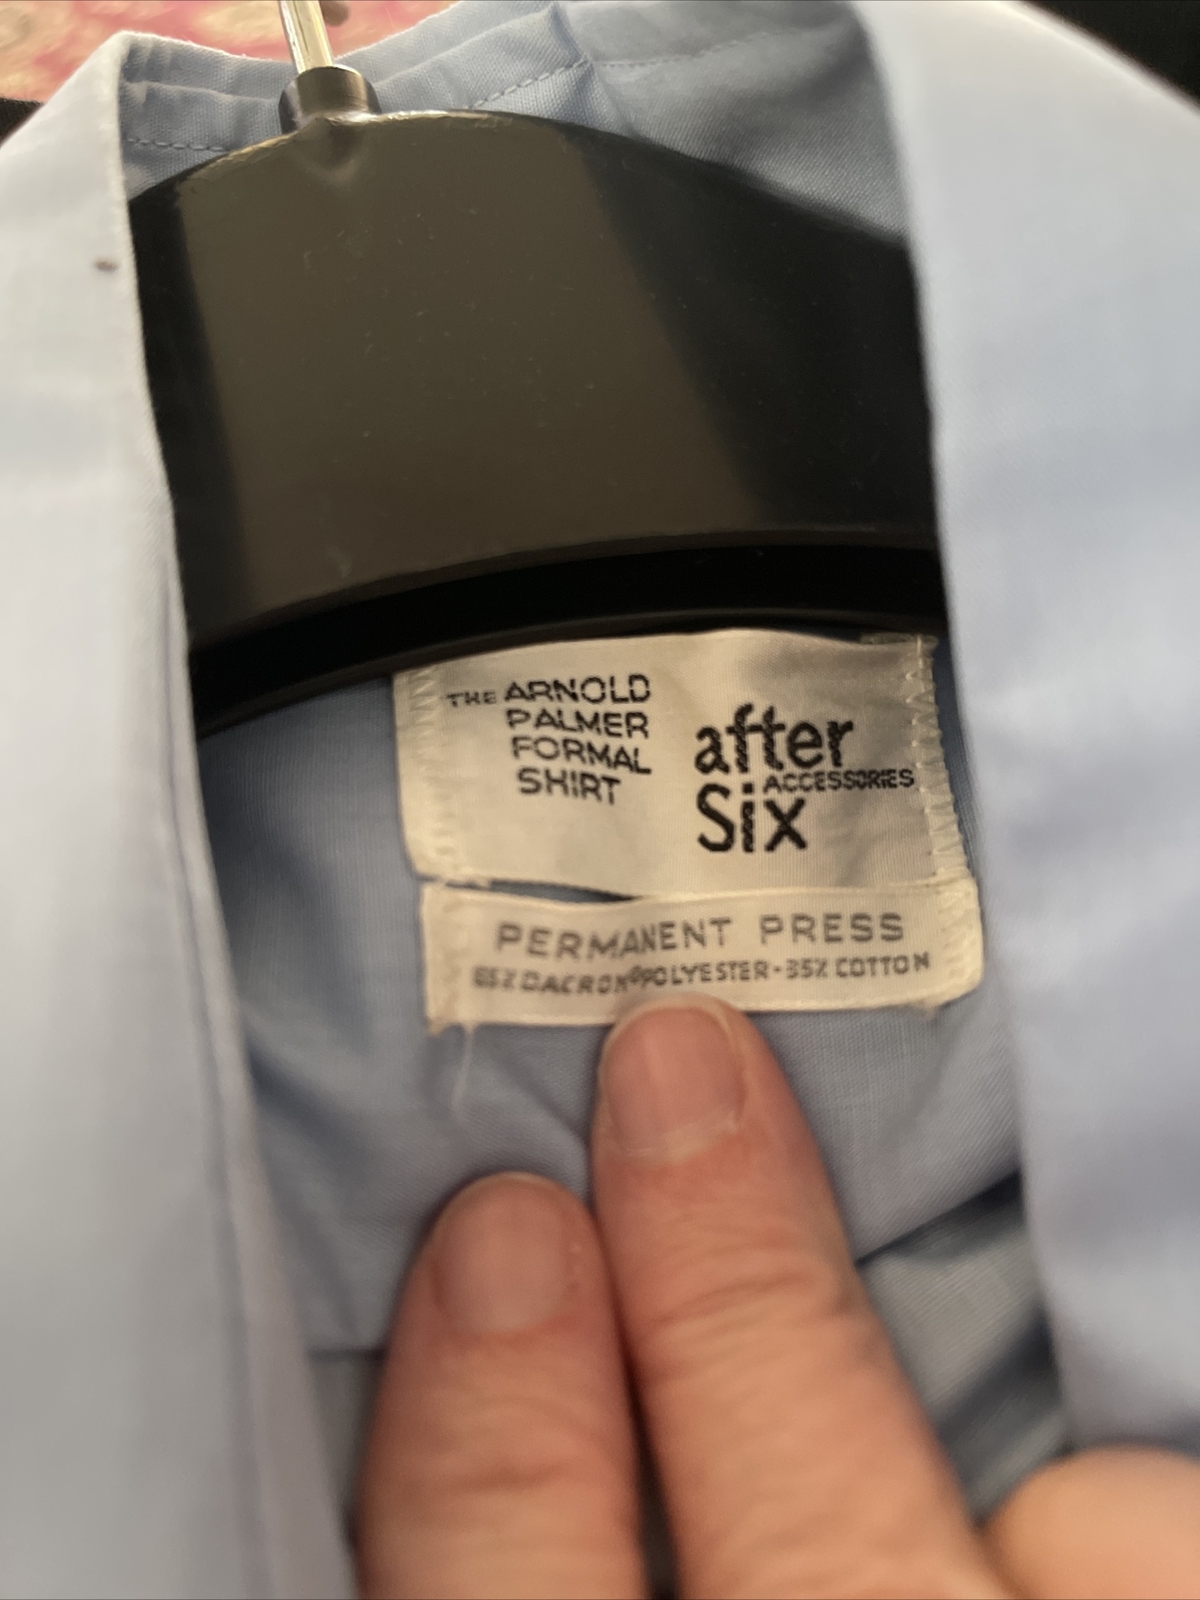 THE ARNOLD
PALMER
FORMAL
SHIRT
after
Six ACCESSORIES
PERMANENT PRESS
65% DACRON® POLYESTER - 35% COTTON